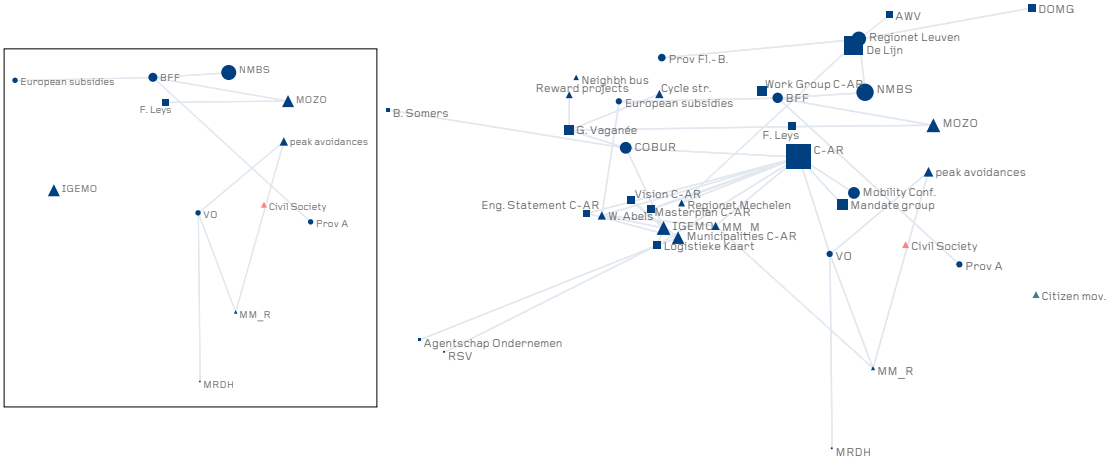 European subsidies
BFF
NMBS
F. Leys
MOZO
peak avoidances
IGEMO
VO
Civil Society
Prov A
MM_R
MRDH
AWV
DOMG
Regionet Leuven
De Lijn
Prov Fl.-B.
Neighbh bus
Reward projects
Cycle str.
Work Group C-AR
European subsidies
BFF
NMBS
B. Somers
G. Vaganée
F. Leys
MOZO
COBUR
C-AR
peak avoidances
Vision C-AR
Mobility Conf.
Eng. Statement C-AR
W. Abels
Masterplan C-AR
Regionet Mechelen
Mandate group
IGEMO
MM_M
Municipalities C-AR
Logistieke Kaart
Civil Society
VO
Prov A
Citizen mov.
Agentschap Ondernemen
RSV
MM_R
MRDH